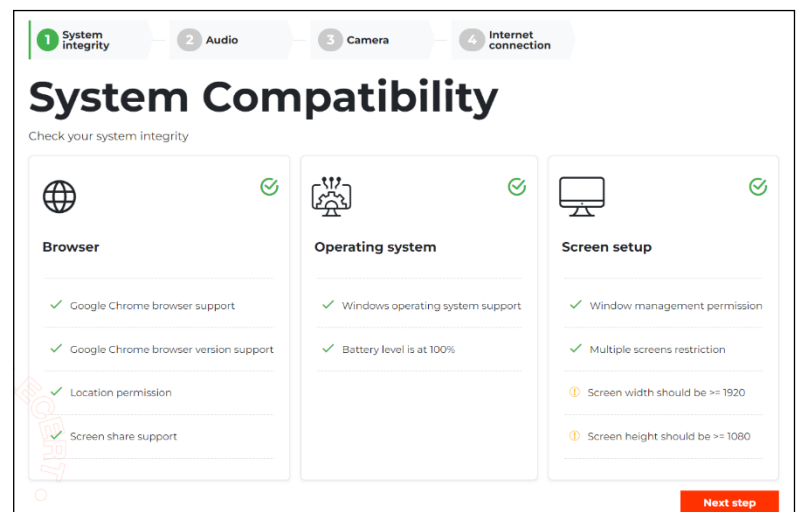 1 System integrity
2 Audio
3 Camera
4 Internet connection
System Compatibility
Check your system integrity
Browser
Google Chrome browser support
Google Chrome browser version support
Location permission
Screen share support
Operating system
Windows operating system support
Battery level is at 100%
Screen setup
Window management permission
Multiple screens restriction
Screen width should be >= 1920
Screen height should be >= 1080
ECERT
Next step